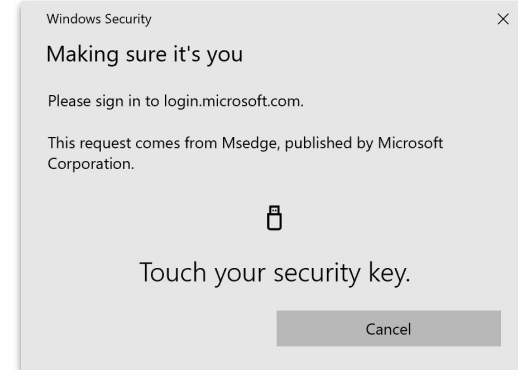 Windows Security
Making sure it's you
Please sign in to login.microsoft.com.
This request comes from Msedge, published by Microsoft
Corporation.
Touch your security key.
Cancel